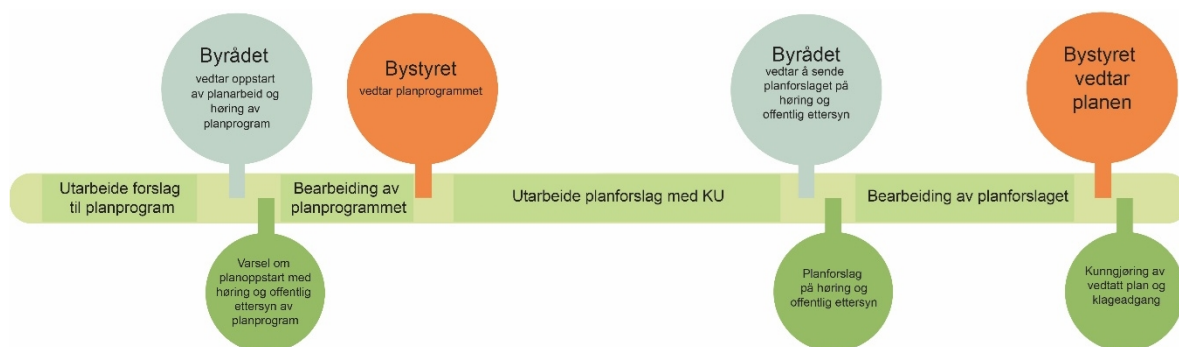 Byrådet
vedtar oppstart
av planarbeid og
høring av
planprogram
Bystyret
vedtar planprogrammet
Byrådet
vedtar å sende
planforslaget på
høring og
offentlig ettersyn
Bystyret
vedtar
planen
Utarbeide forslag
til planprogram
Bearbeiding av
planprogrammet
Utarbeide planforslag med KU
Bearbeiding av planforslaget
Varsel om
planoppstart med
høring og offentlig
ettersyn av
planprogram
Planforslag
på høring og
offentlig ettersyn
Kunngjøring av
vedtatt plan og
klageadgang